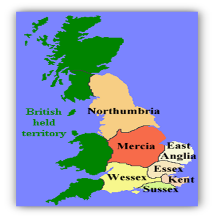 Northumbria
British
held
territory
Mercia
East
Anglia
Essex
Wessex
Kent
Sussex